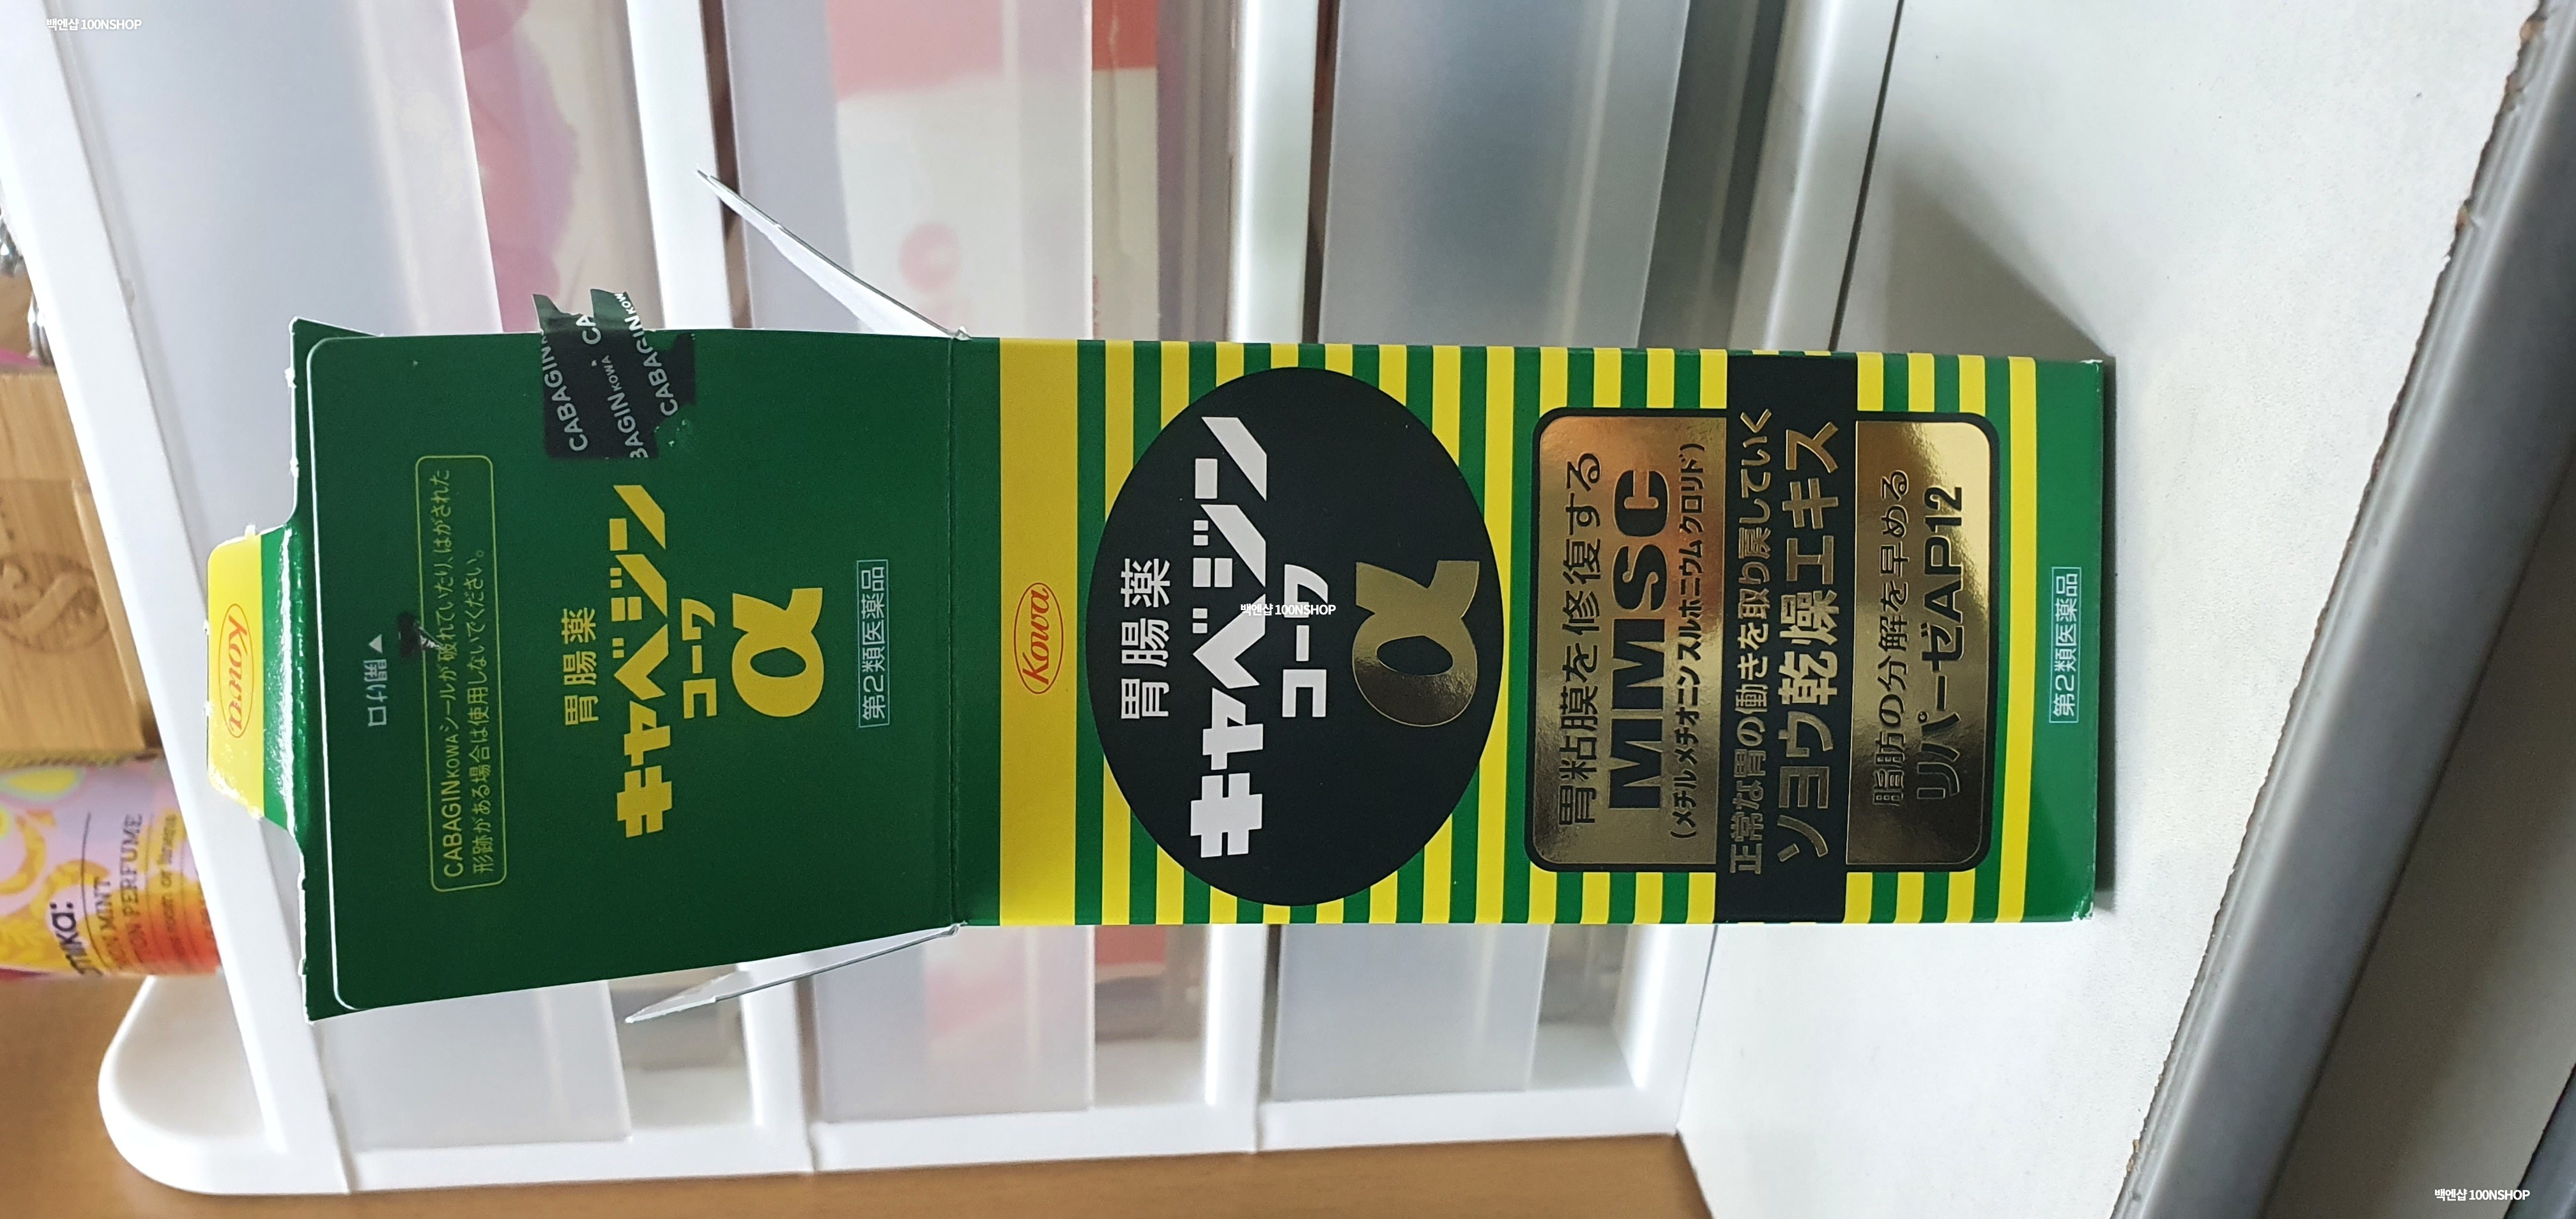 백엔샵 100NSHOP
Kowa
開け口
CABAGINKOWAシールが破れていたり、はがされた
形跡がある場合は使用しないでください。
CABAGIN
CABAGINKOWA
胃腸薬
キャベジン
コーワ
α
第2類医薬品
Kowa
胃腸薬
キャベジン
コーワ
α
백엔샵 100NSHOP
胃粘膜を修復する
MMSC
(メチルメチオニンスルホニウムクロリド)
正常な胃の働きを取り戻していく
ソヨウ乾燥エキス
脂肪の分解を早める
リパーゼAP12
第2類医薬品
MINT
PERFUME
백엔샵 100NSHOP